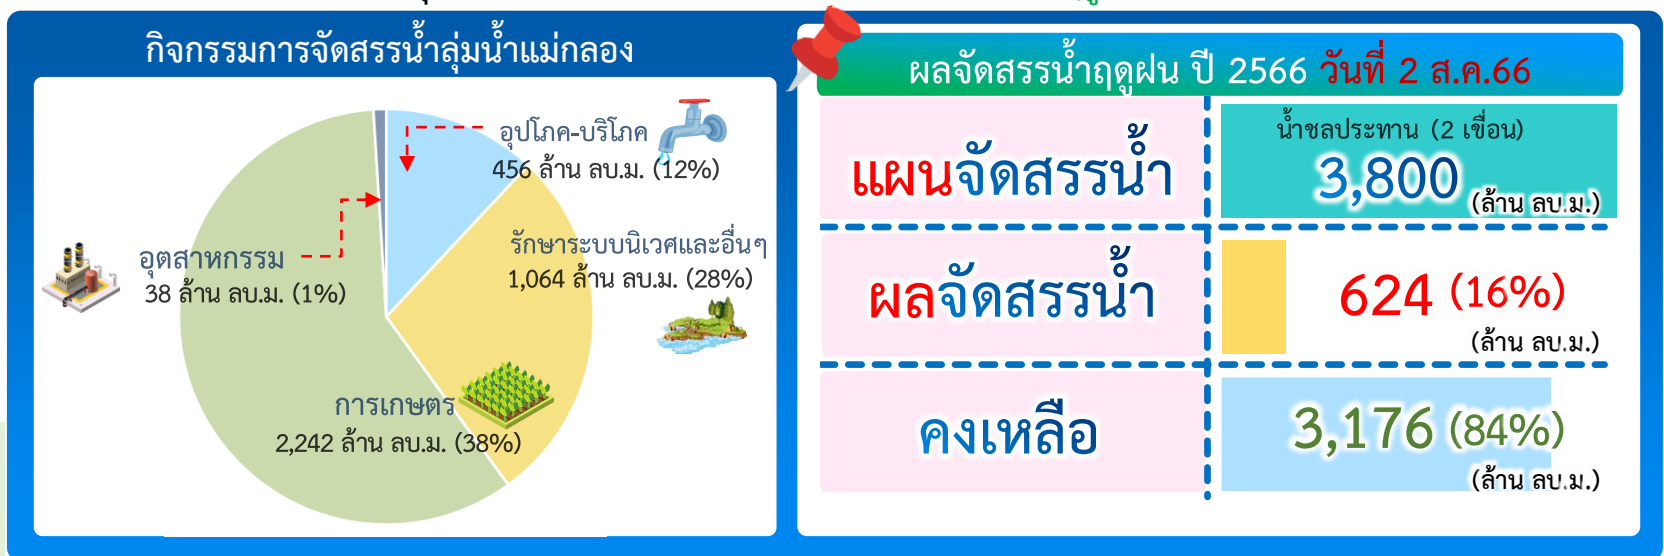 กิจกรรมการจัดสรรน้ำลุ่มน้ำแม่กลอง
อุปโภค-บริโภค
456 ล้าน ลบ.ม. (12%)
รักษาระบบนิเวศและอื่นๆ
1,064 ล้าน ลบ.ม. (28%)
อุตสาหกรรม
38 ล้าน ลบ.ม. (1%)
การเกษตร
2,242 ล้าน ลบ.ม. (38%)
ผลจัดสรรน้ำฤดูฝน ปี 2566 วันที่ 2 ส.ค.66
แผนจัดสรรน้ำ
น้ำชลประทาน (2 เขื่อน)
3,800
(ล้าน ลบ.ม.)
ผลจัดสรรน้ำ
624 (16%)
(ล้าน ลบ.ม.)
คงเหลือ
3,176 (84%)
(ล้าน ลบ.ม.)